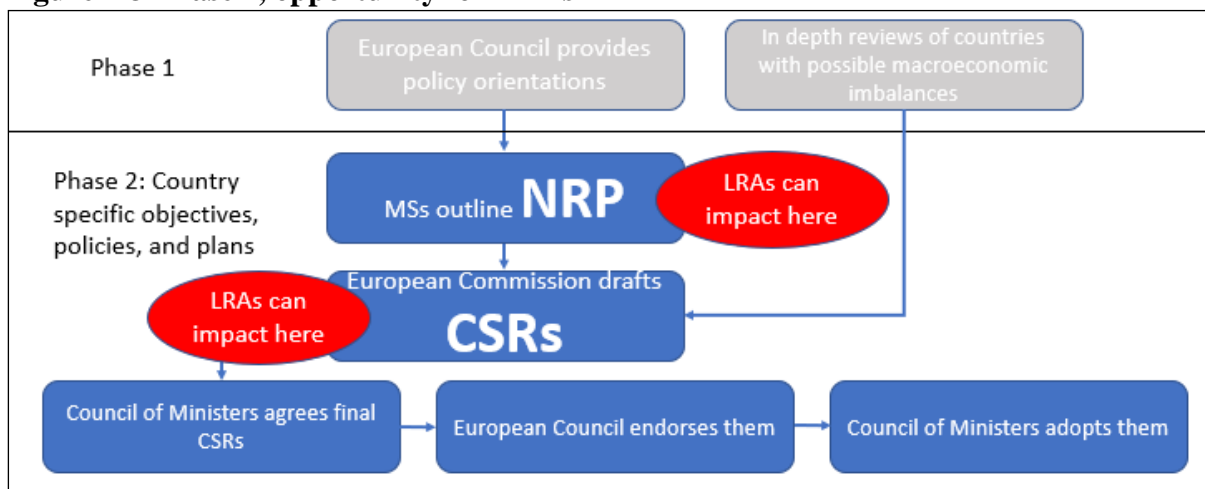 Phase 1
European Council provides
policy orientations
In depth reviews of countries
with possible macroeconomic
imbalances
Phase 2: Country
specific objectives,
policies, and plans
MSs outline NRP
LRAs can
impact here
European Commission drafts
CSRs
LRAs can
impact here
Council of Ministers agrees final
CSRs
European Council endorses them
Council of Ministers adopts them